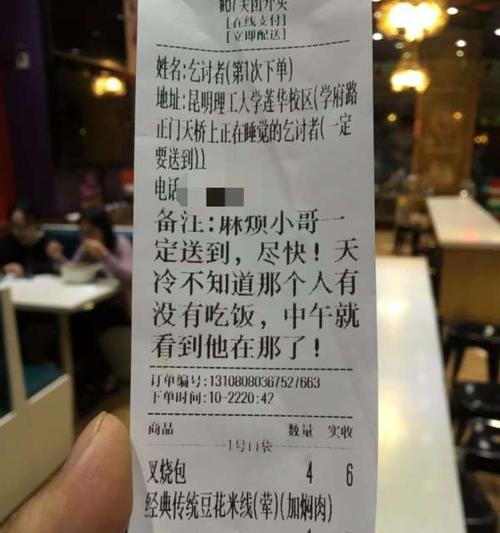 [在线支付]
[立即配送]
姓名:乞讨者(第1次下单)
地址:昆明理工大学莲华校区(学府路
正门天桥上正在睡觉的乞讨者(一定
要送到))
电话
备注:麻烦小哥一
定送到，尽快！天
冷不知道那个人有
没有吃饭，中午就
看到他在那了！
订单编号:1310808036752​7663
下单时间:10-2220:42
商品 数量 实收
1号口袋
叉烧包 4 6
经典传统豆花米线(荤)(加焖肉)